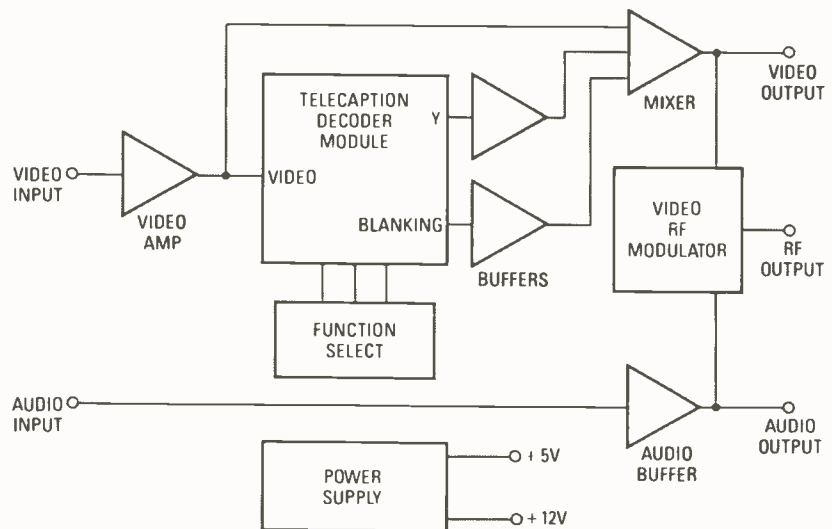 VIDEO
INPUT
VIDEO
AMP
TELECAPTION
DECODER
MODULE
VIDEO
Y
BLANKING
BUFFERS
FUNCTION
SELECT
MIXER
VIDEO
OUTPUT
VIDEO
RF
MODULATOR
RF
OUTPUT
AUDIO
INPUT
AUDIO
BUFFER
AUDIO
OUTPUT
POWER
SUPPLY
+ 5V
+ 12V